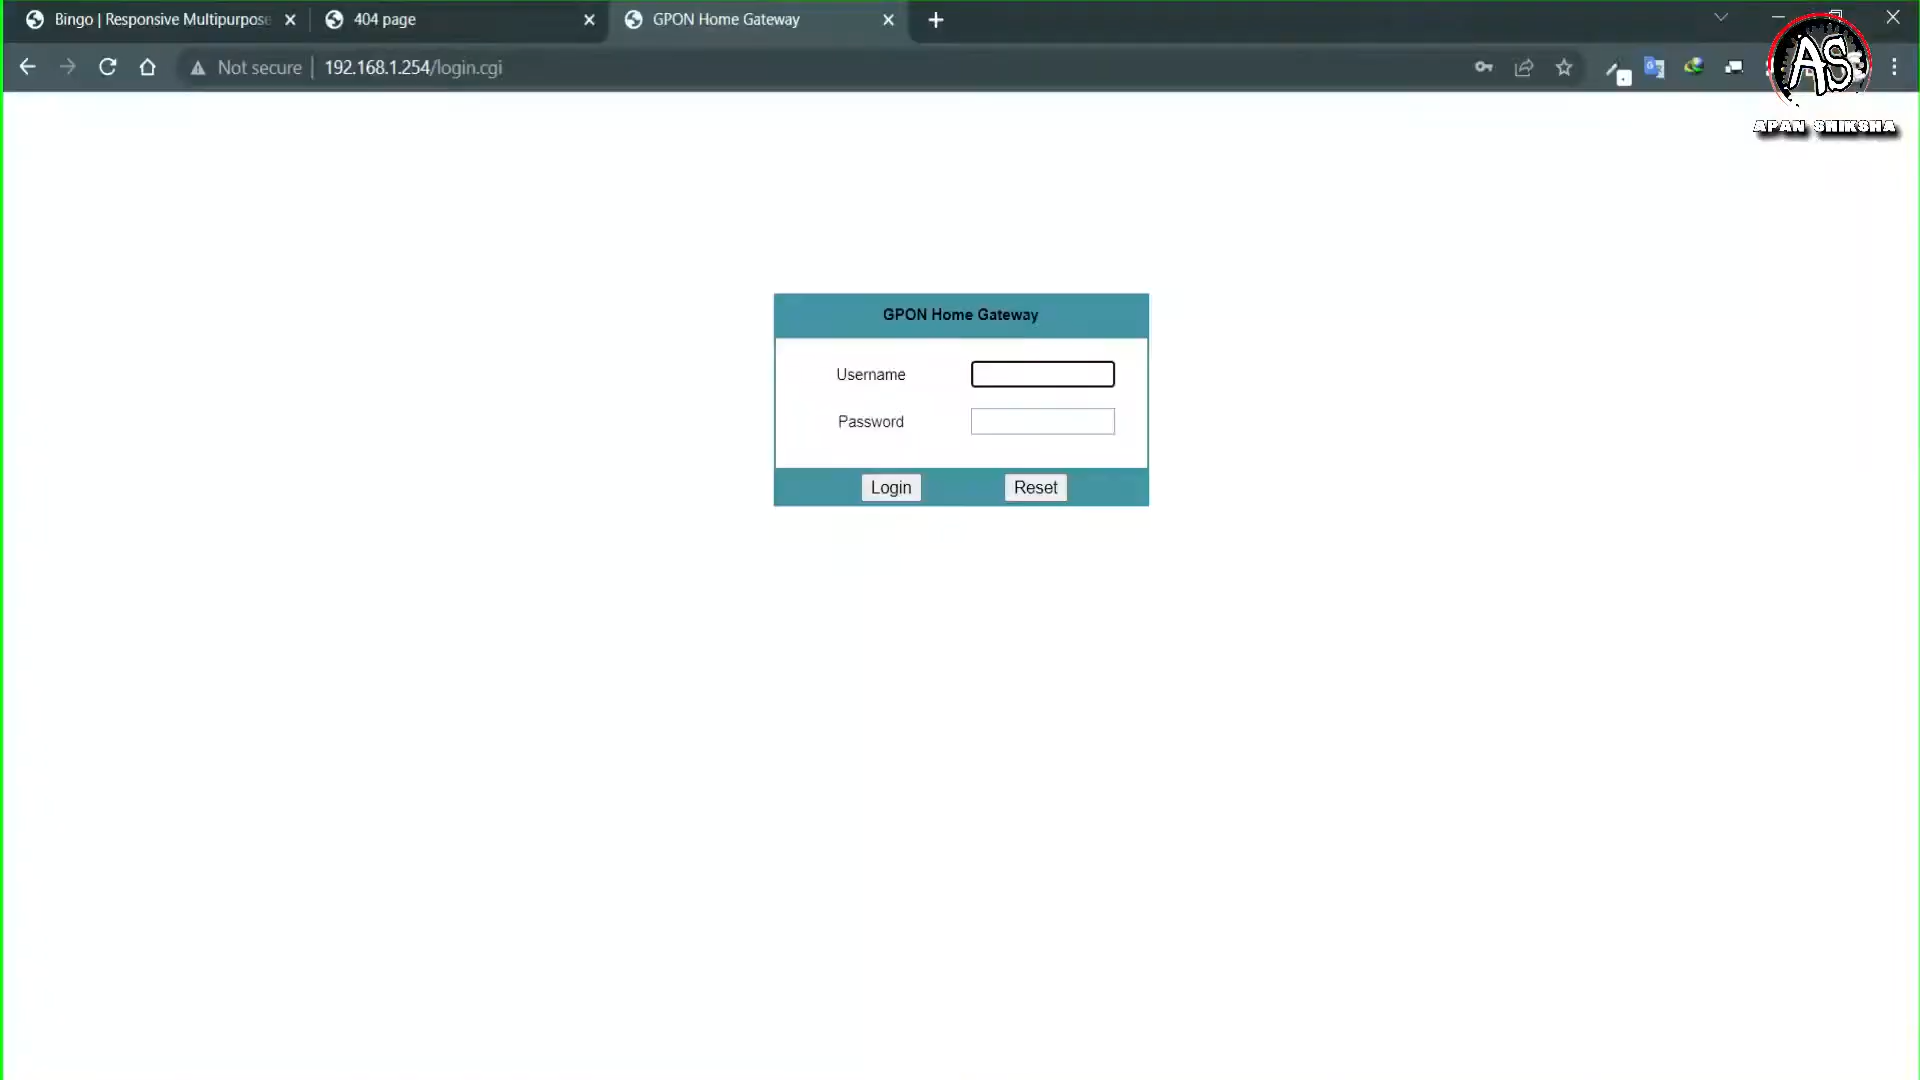 Bingo | Responsive Multipurpose
404 page
GPON Home Gateway
Not secure
192.168.1.254/login.cgi
AS
APAN SHIKSHA
GPON Home Gateway
Username
Password
Login
Reset